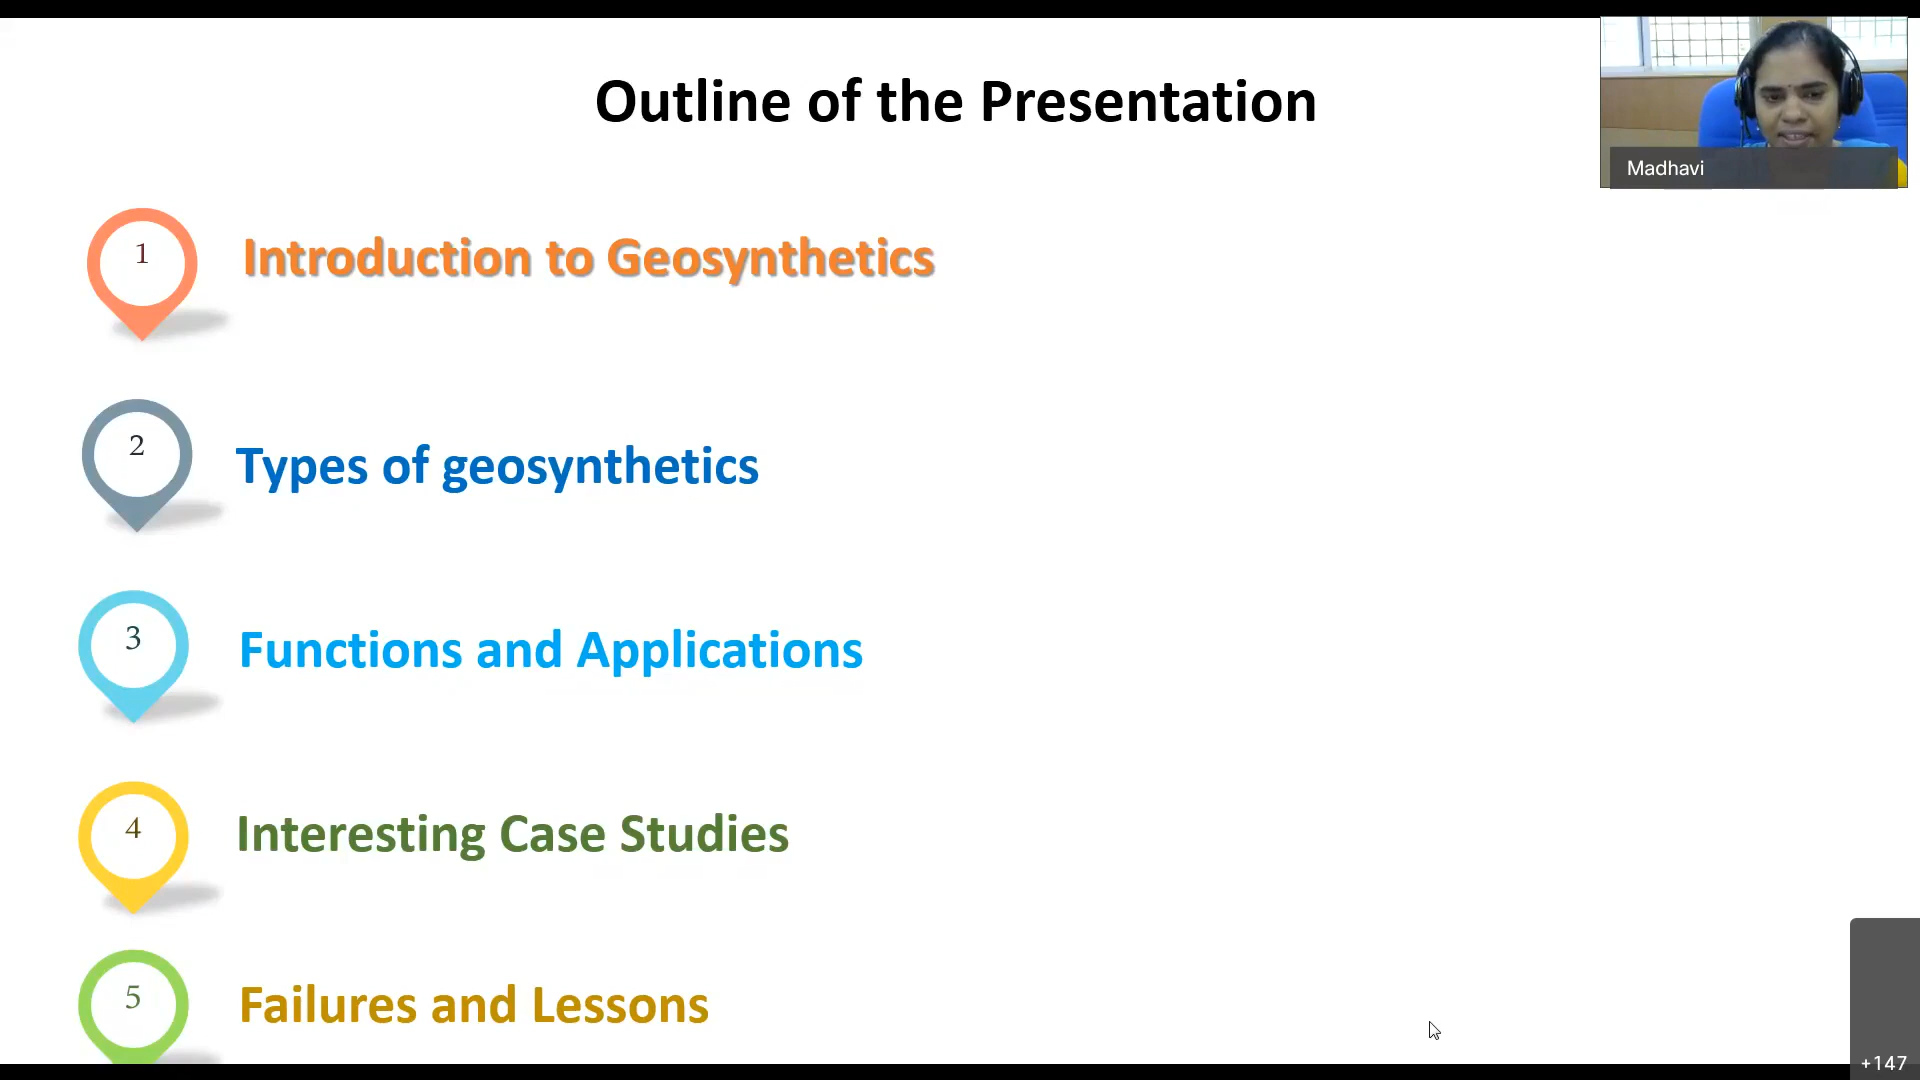 Outline of the Presentation
Madhavi
1 Introduction to Geosynthetics
2 Types of geosynthetics
3 Functions and Applications
4 Interesting Case Studies
5 Failures and Lessons
+147